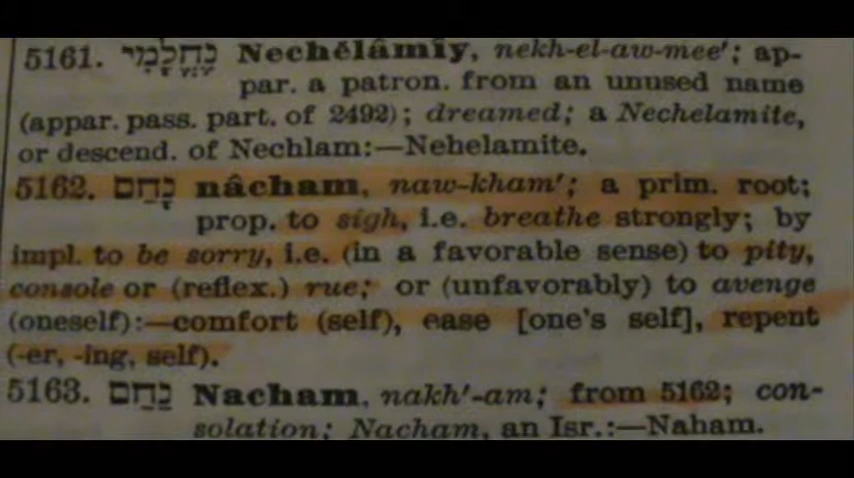 5161. נֶחֱלָמִי Nechĕlâmîy, nekh-el-aw-mee'; ap-
par. a patron. from an unused name
(appar. pass. part. of 2492); dreamed; a Nechelamite,
or descend. of Nechlam:—Nehelamite.
5162. נָחַם nâcham, naw-kham'; a prim. root;
prop. to sigh, i.e. breathe strongly; by
impl. to be sorry, i.e. (in a favorable sense) to pity,
console or (reflex.) rue; or (unfavorably) to avenge
(oneself):—comfort (self), ease [one's self], repent
(-er, -ing, self).
5163. נַחַם Nacham, nakh'-am; from 5162; con-
solation; Nacham, an Isr.:—Naham.